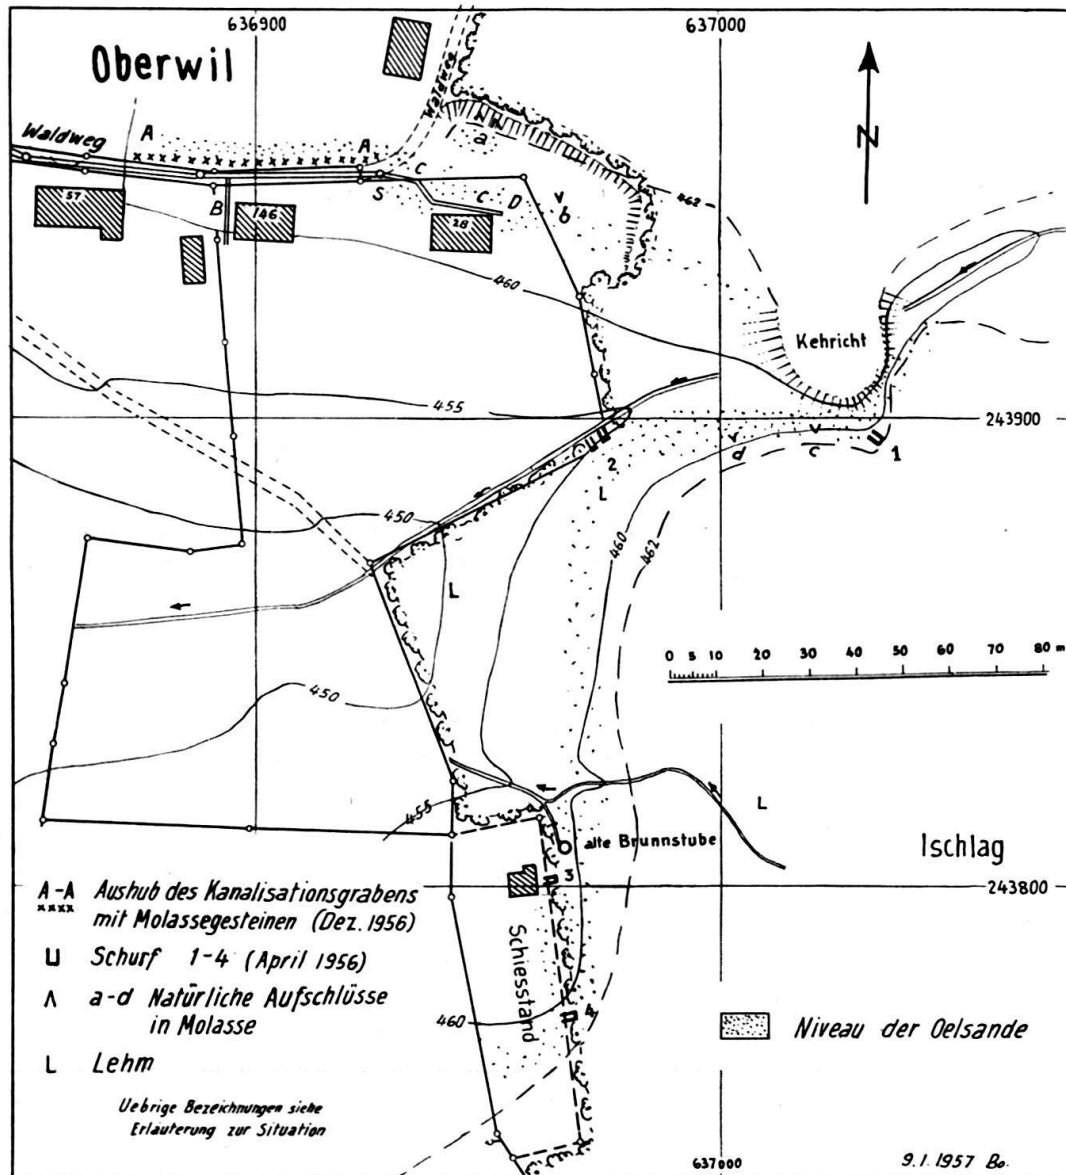 636900
637000
Oberwil
Waldweg
Waldweg
A
A
a
462
C
57
B
146
S
C
28
D
b
460
Kehricht
455
243900
2
d
c
1
L
450
460
462
L
0 5 10 20 30 40 50 60 70 80 m
450
455
L
alte Brunnstube
Ischlag
3
243800
A-A Aushub des Kanalisationsgrabens
xxxx mit Molassegesteinen (Dez. 1956)
Schurf 1-4 (April 1956)
a-d Natürliche Aufschlüsse
in Molasse
L Lehm
Schiesstand
460
4
Niveau der Oelsande
Uebrige Bezeichnungen siehe
Erläuterung zur Situation
637000
9.1.1957 Bo.
N